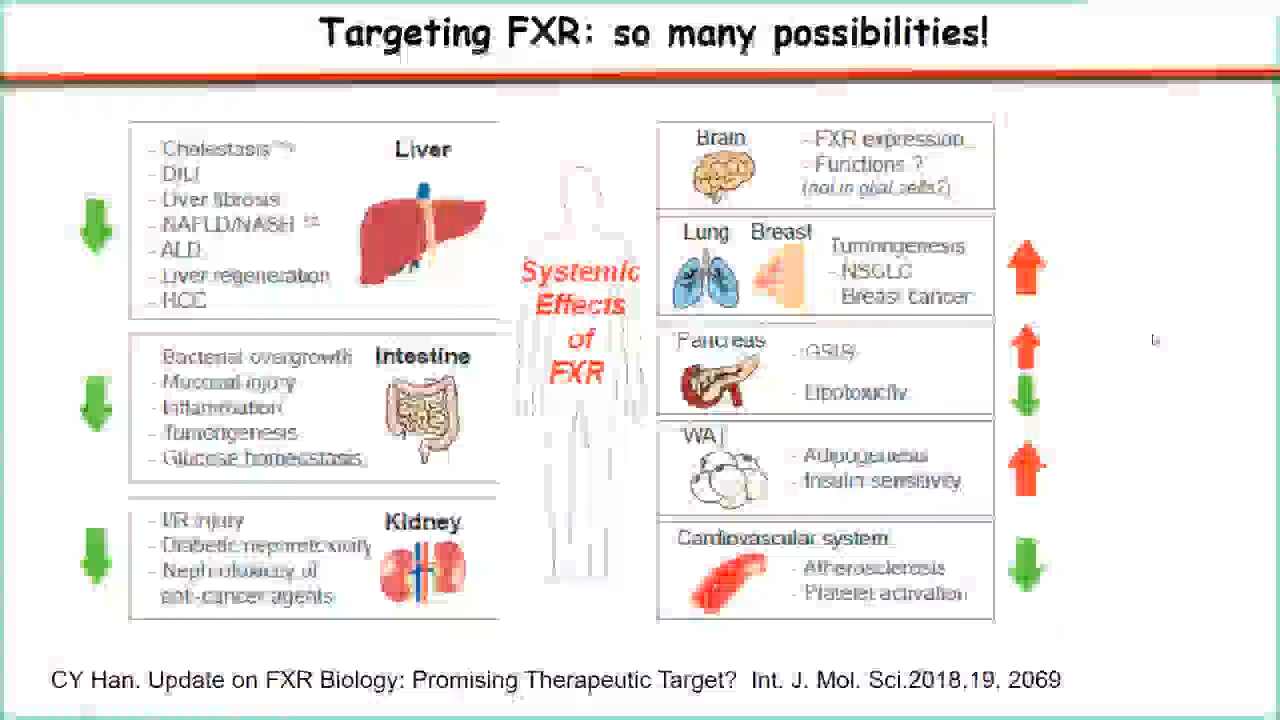 Targeting FXR: so many possibilities!
- Cholestasis
- DILI
- Liver fibrosis
- NAFLD/NASH
- ALD
- Liver regeneration
- HCC
Liver
Bacterial overgrowth
- Mucosal injury
- Inflammation
- Tumorigenesis
- Glucose homeostasis
Intestine
- I/R injury
- Diabetic nephrotoxicity
- Nephrotoxicity of
anti-cancer agents
Kidney
Systemic
Effects
of
FXR
Brain
- FXR expression
- Functions ?
(not in glial cells?)
Lung Breast
Tumorigenesis
- NSCLC
Breast cancer
Pancreas
- GSIS
- Lipotoxicity
WAT
- Adipogenesis
- Insulin sensitivity
Cardiovascular system
- Atherosclerosis
- Platelet activation
CY Han. Update on FXR Biology: Promising Therapeutic Target? Int. J. Mol. Sci.2018,19, 2069